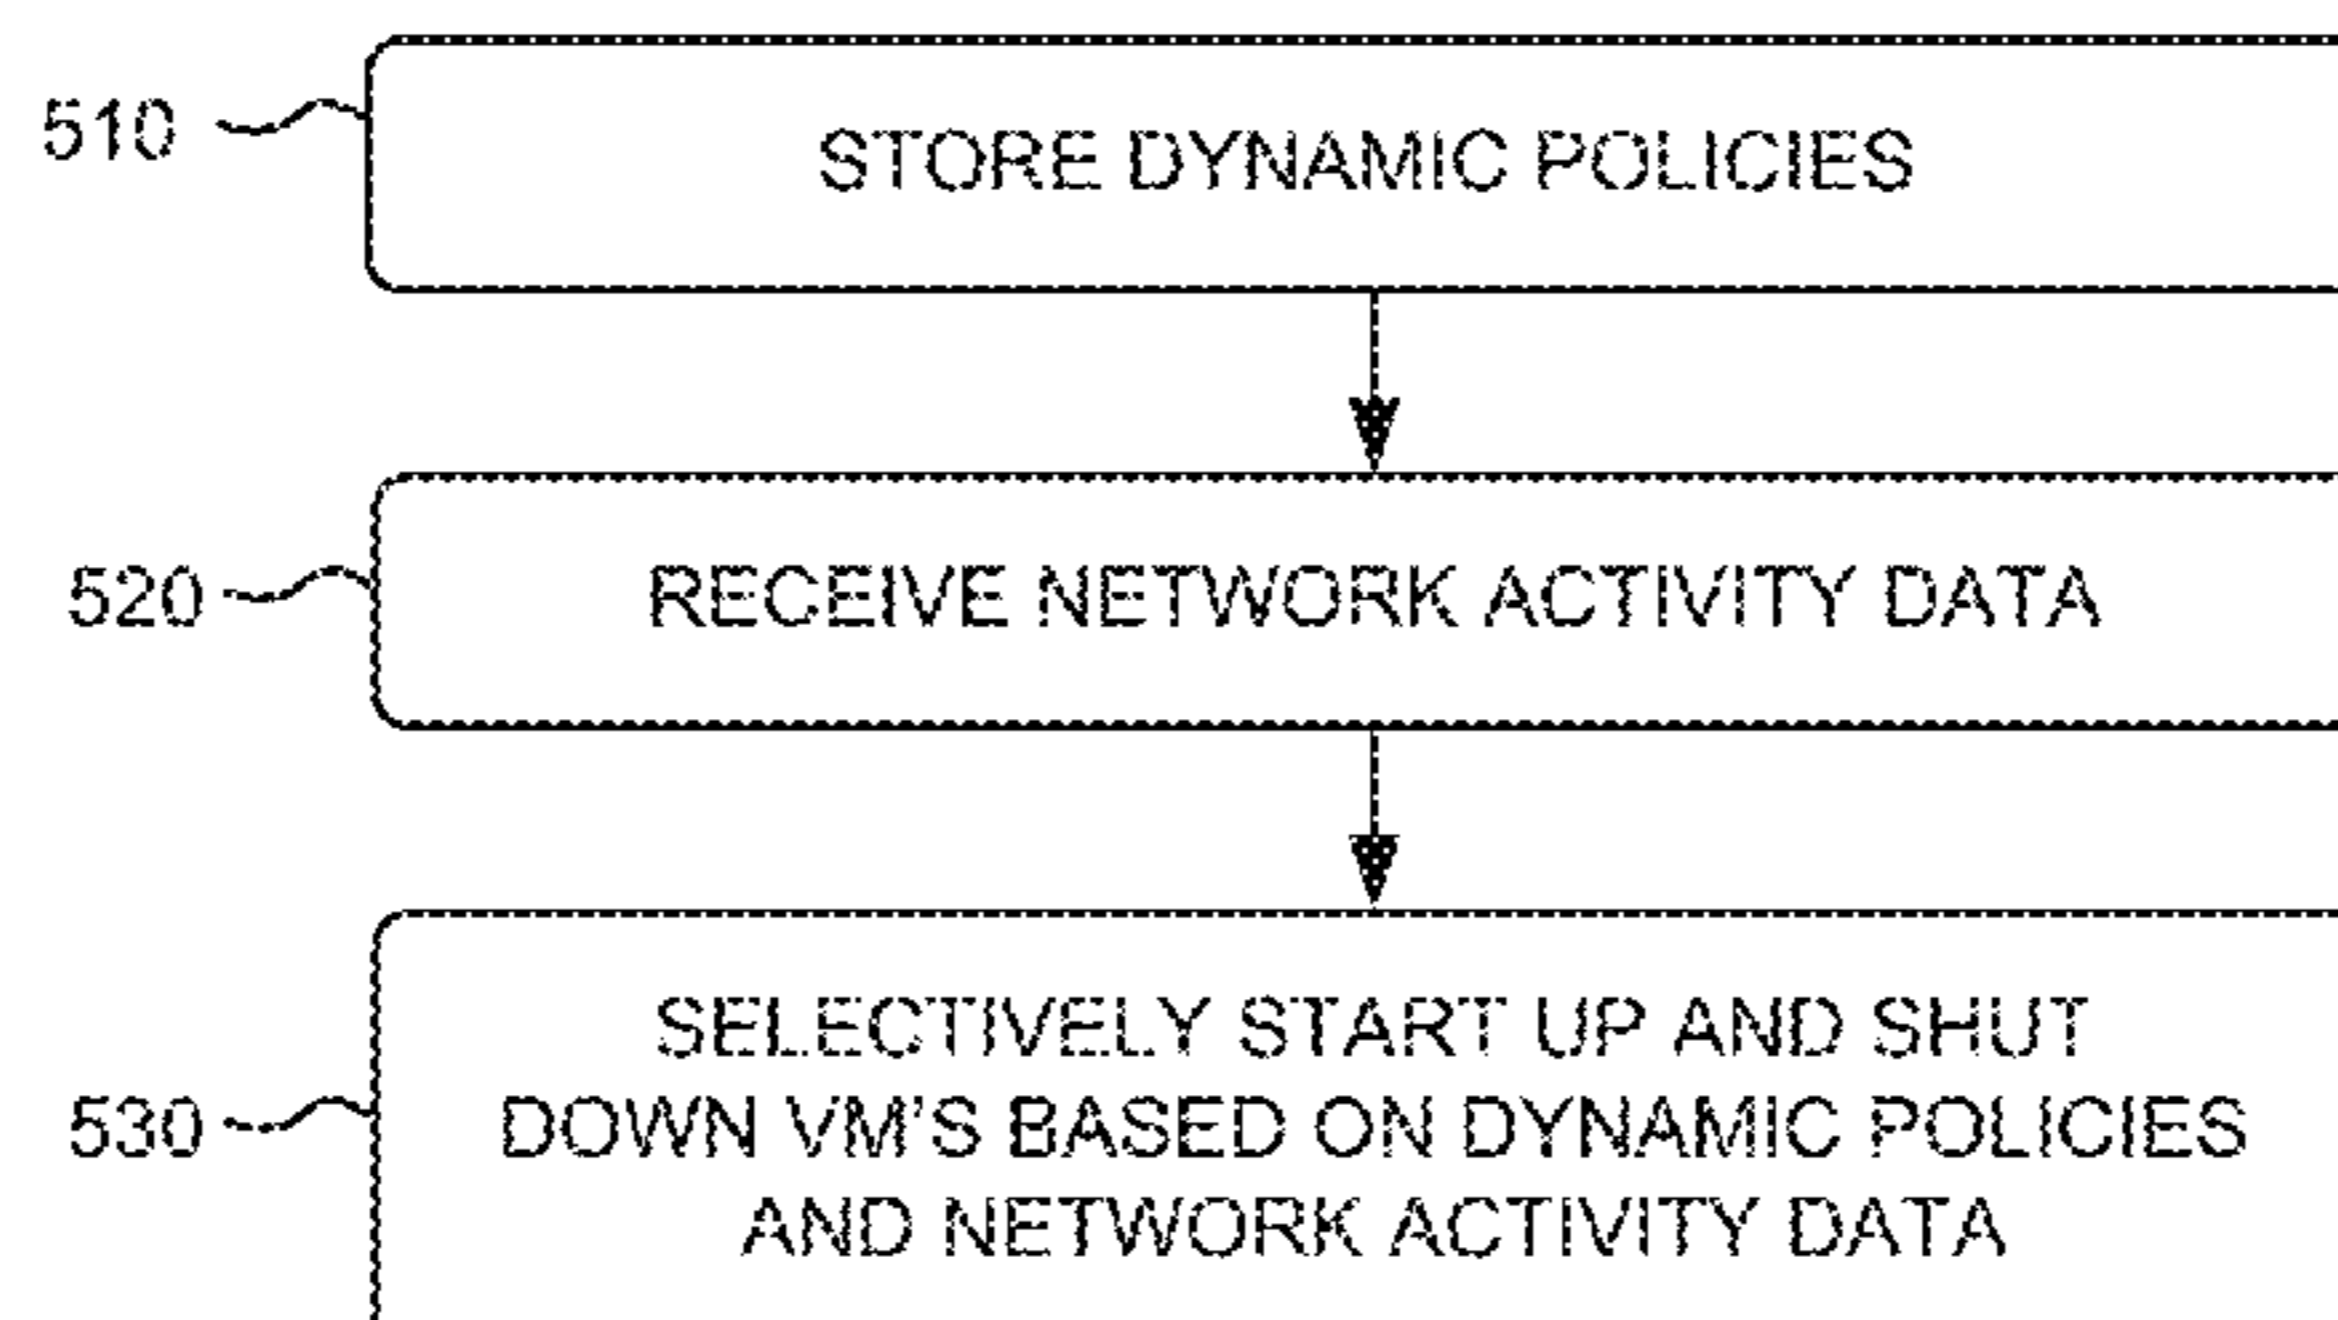 510
STORE DYNAMIC POLICIES
520
RECEIVE NETWORK ACTIVITY DATA
SELECTIVELY START UP AND SHUT
530
DOWN VM'S BASED ON DYNAMIC POLICIES
AND NETWORK ACTIVITY DATA